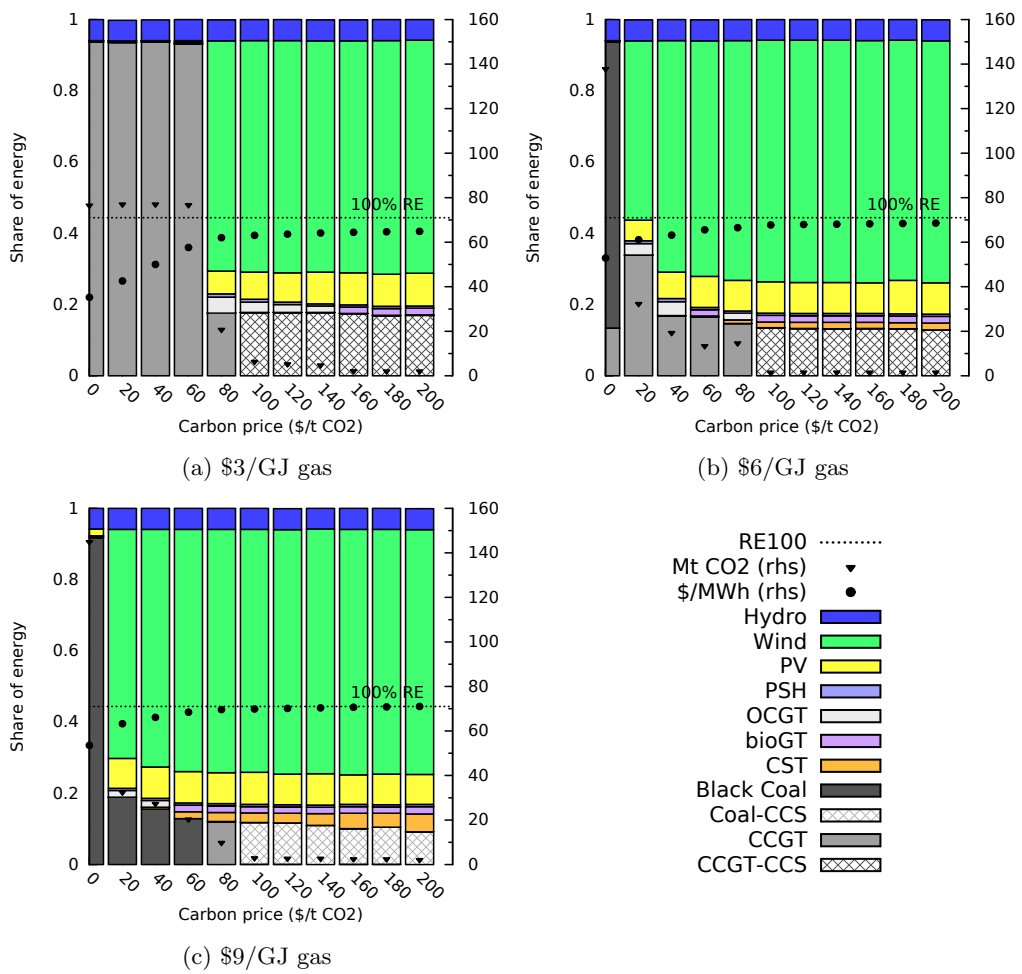 Share of energy
1
0.8
0.6
0.4
0.2
0
160
140
120
100
80
60
40
20
0
100% RE
0 20 40 60 80 100 120 140 160 180 200
Carbon price ($/t CO2)
(a) $3/GJ gas
Share of energy
1
0.8
0.6
0.4
0.2
0
160
140
120
100
80
60
40
20
0
100% RE
0 20 40 60 80 100 120 140 160 180 200
Carbon price ($/t CO2)
(b) $6/GJ gas
Share of energy
1
0.8
0.6
0.4
0.2
0
160
140
120
100
80
60
40
20
0
100% RE
0 20 40 60 80 100 120 140 160 180 200
Carbon price ($/t CO2)
(c) $9/GJ gas
RE100
Mt CO2 (rhs)
$/MWh (rhs)
Hydro
Wind
PV
PSH
OCGT
bioGT
CST
Black Coal
Coal-CCS
CCGT
CCGT-CCS